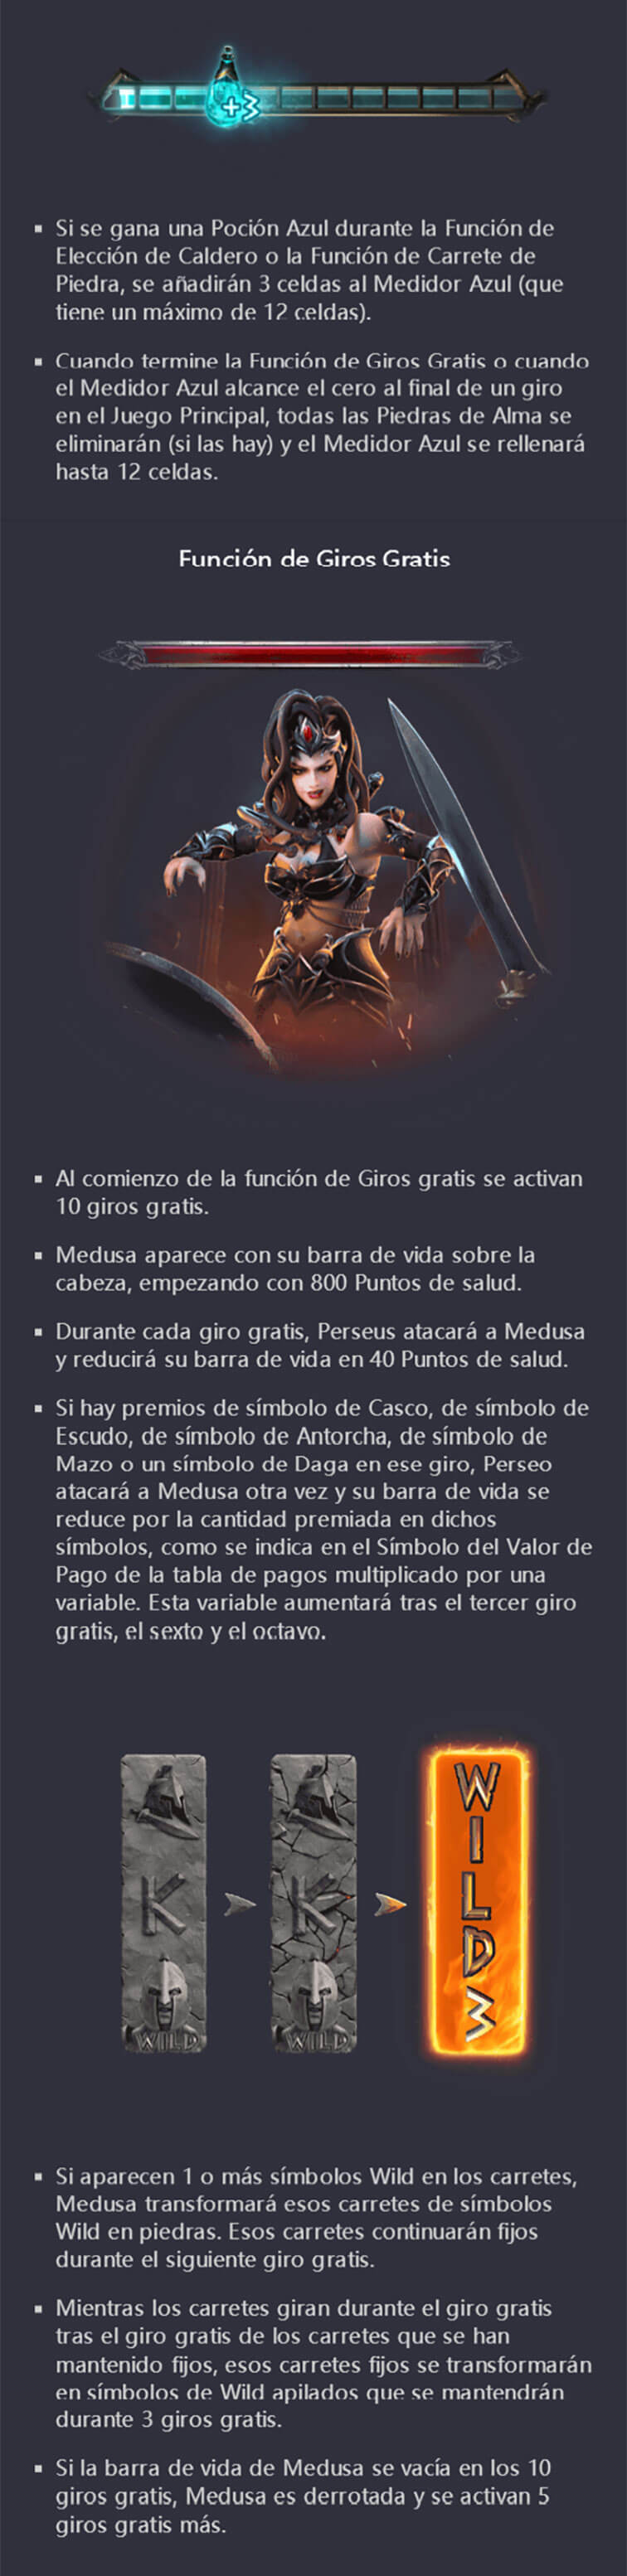 +3
▪ Si se gana una Poción Azul durante la Función de
Elección de Caldero o la Función de Carrete de
Piedra, se añadirán 3 celdas al Medidor Azul (que
tiene un máximo de 12 celdas).
▪ Cuando termine la Función de Giros Gratis o cuando
el Medidor Azul alcance el cero al final de un giro
en el Juego Principal, todas las Piedras de Alma se
eliminarán (si las hay) y el Medidor Azul se rellenará
hasta 12 celdas.
Función de Giros Gratis
▪ Al comienzo de la función de Giros gratis se activan
10 giros gratis.
▪ Medusa aparece con su barra de vida sobre la
cabeza, empezando con 800 Puntos de salud.
▪ Durante cada giro gratis, Perseus atacará a Medusa
y reducirá su barra de vida en 40 Puntos de salud.
▪ Si hay premios de símbolo de Casco, de símbolo de
Escudo, de símbolo de Antorcha, de símbolo de
Mazo o un símbolo de Daga en ese giro, Perseo
atacará a Medusa otra vez y su barra de vida se
reduce por la cantidad premiada en dichos
símbolos, como se indica en el Símbolo del Valor de
Pago de la tabla de pagos multiplicado por una
variable. Esta variable aumentará tras el tercer giro
gratis, el sexto y el octavo.
K
WILD
K
WILD
WILD 3
▪ Si aparecen 1 o más símbolos Wild en los carretes,
Medusa transformará esos carretes de símbolos
Wild en piedras. Esos carretes continuarán fijos
durante el siguiente giro gratis.
▪ Mientras los carretes giran durante el giro gratis
tras el giro gratis de los carretes que se han
mantenido fijos, esos carretes fijos se transformarán
en símbolos de Wild apilados que se mantendrán
durante 3 giros gratis.
▪ Si la barra de vida de Medusa se vacía en los 10
giros gratis, Medusa es derrotada y se activan 5
giros gratis más.